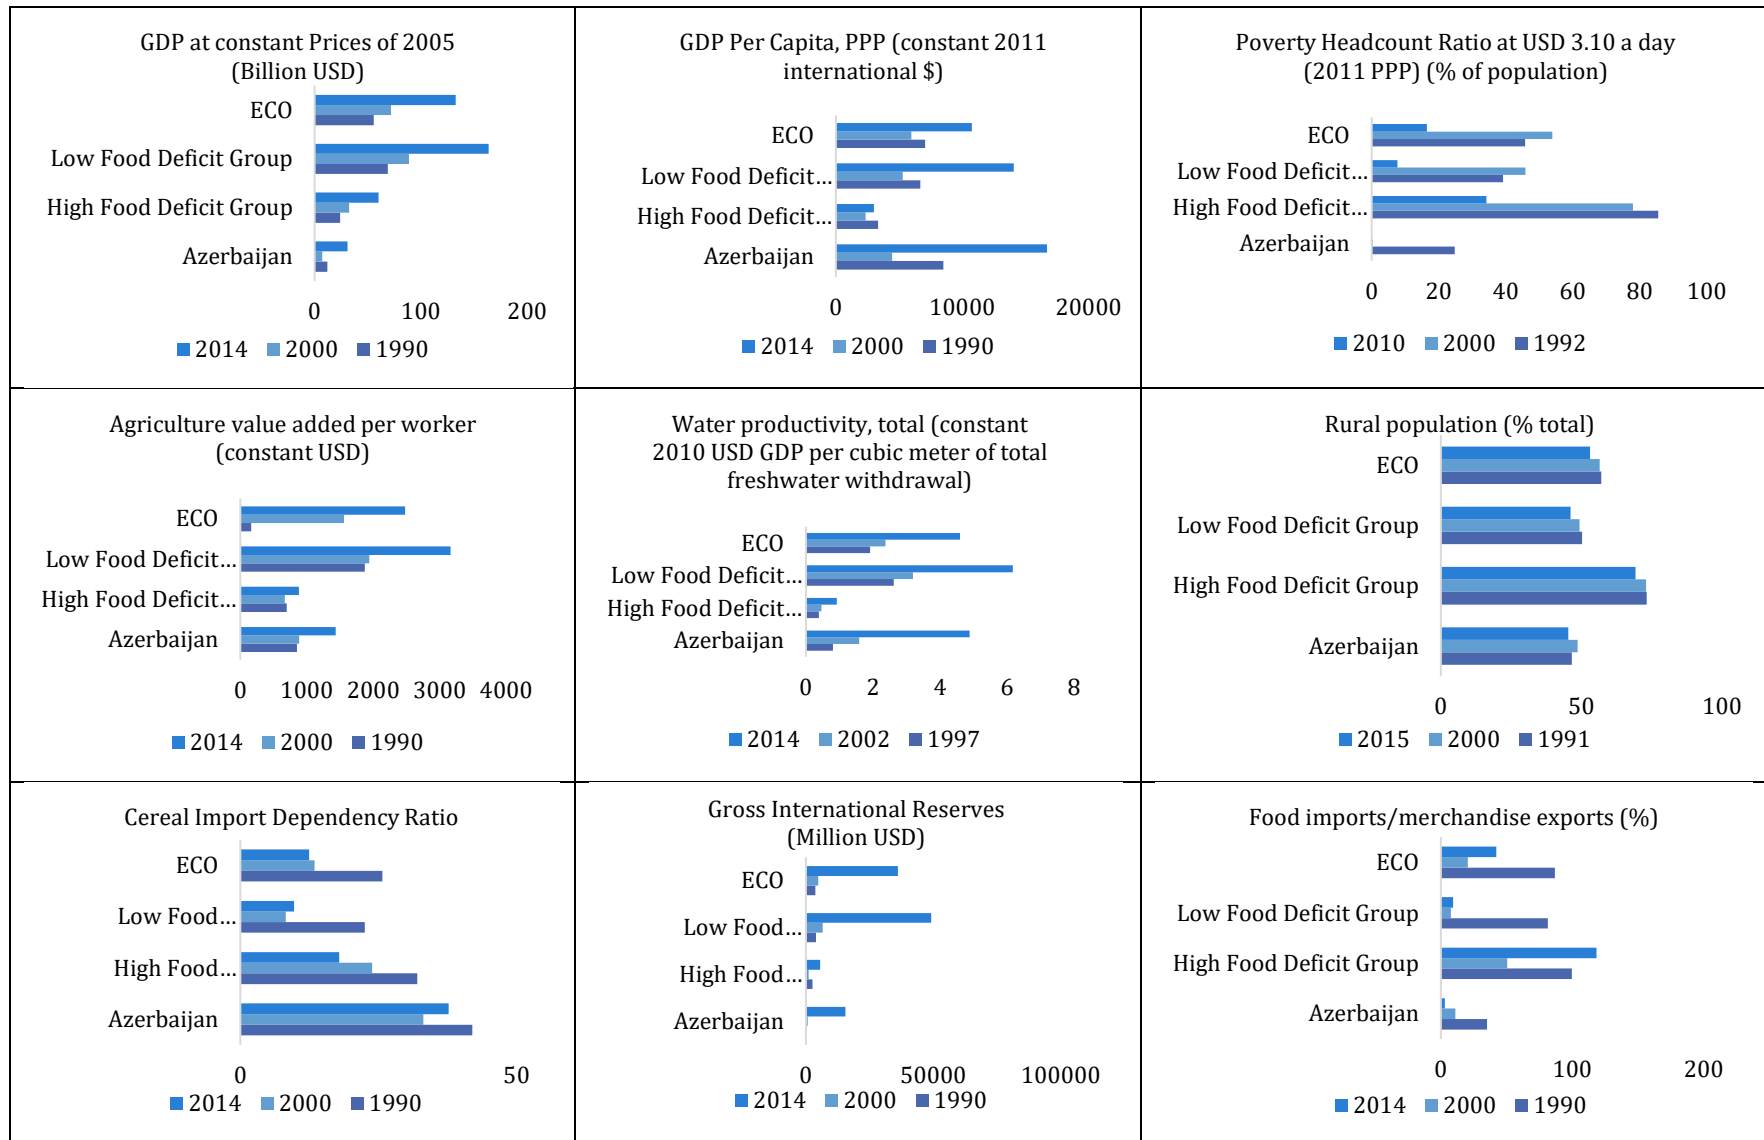 GDP at constant Prices of 2005
(Billion USD)
ECO
Low Food Deficit Group
High Food Deficit Group
Azerbaijan
0 100 200
2014 2000 1990
GDP Per Capita, PPP (constant 2011
international $)
ECO
Low Food Deficit...
High Food Deficit...
Azerbaijan
0 10000 20000
2014 2000 1990
Poverty Headcount Ratio at USD 3.10 a day
(2011 PPP) (% of population)
ECO
Low Food Deficit...
High Food Deficit...
Azerbaijan
0 20 40 60 80 100
2010 2000 1992
Agriculture value added per worker
(constant USD)
ECO
Low Food Deficit...
High Food Deficit...
Azerbaijan
0 1000 2000 3000 4000
2014 2000 1990
Water productivity, total (constant
2010 USD GDP per cubic meter of total
freshwater withdrawal)
ECO
Low Food Deficit...
High Food Deficit...
Azerbaijan
0 2 4 6 8
2014 2002 1997
Rural population (% total)
ECO
Low Food Deficit Group
High Food Deficit Group
Azerbaijan
0 50 100
2015 2000 1991
Cereal Import Dependency Ratio
ECO
Low Food...
High Food...
Azerbaijan
0 50
2014 2000 1990
Gross International Reserves
(Million USD)
ECO
Low Food...
High Food...
Azerbaijan
0 50000 100000
2014 2000 1990
Food imports/merchandise exports (%)
ECO
Low Food Deficit Group
High Food Deficit Group
Azerbaijan
0 100 200
2014 2000 1990